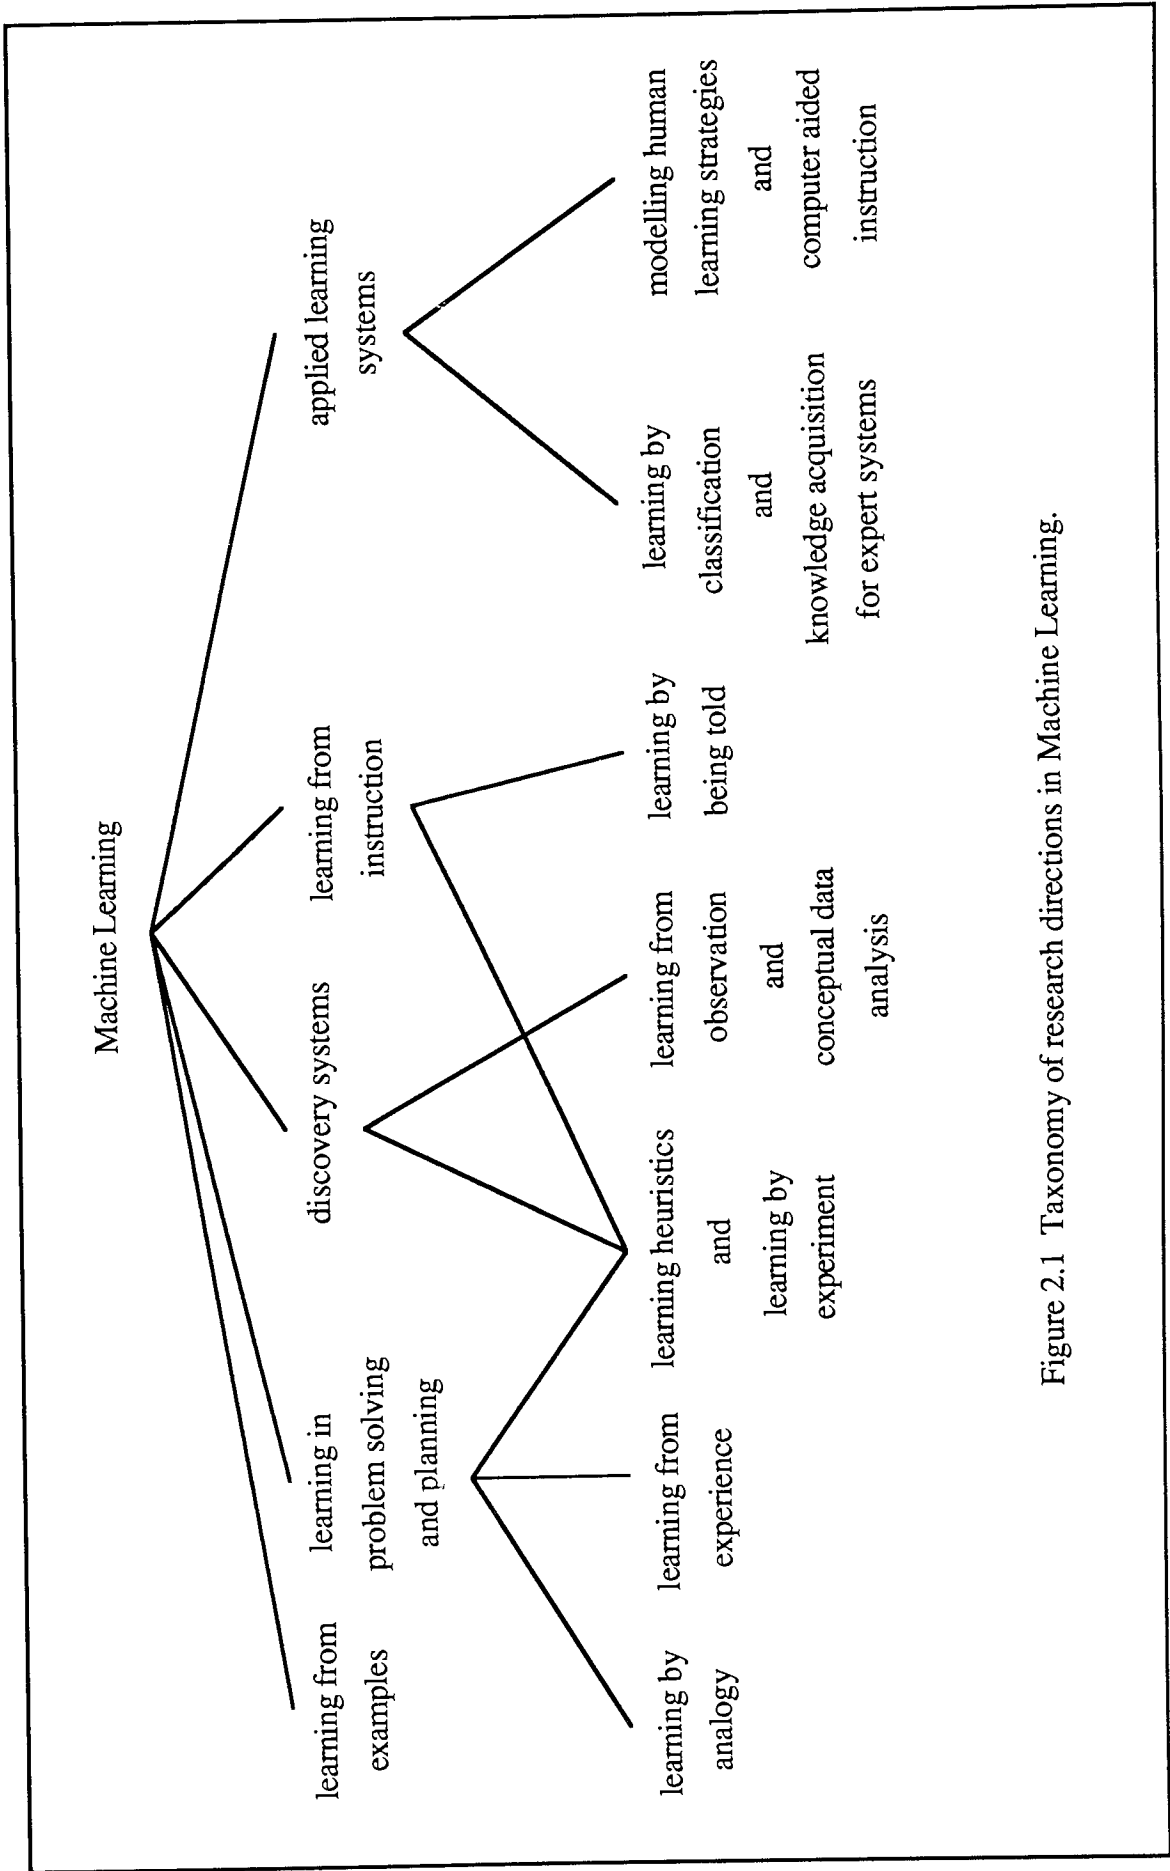 Machine Learning
learning from
examples
learning in
problem solving
and planning
discovery systems
learning from
instruction
applied learning
systems
learning by
analogy
learning from
experience
learning heuristics
and
learning by
experiment
learning from
observation
and
conceptual data
analysis
learning by
being told
learning by
classification
and
knowledge acquisition
for expert systems
modelling human
learning strategies
and
computer aided
instruction
Figure 2.1 Taxonomy of research directions in Machine Learning.